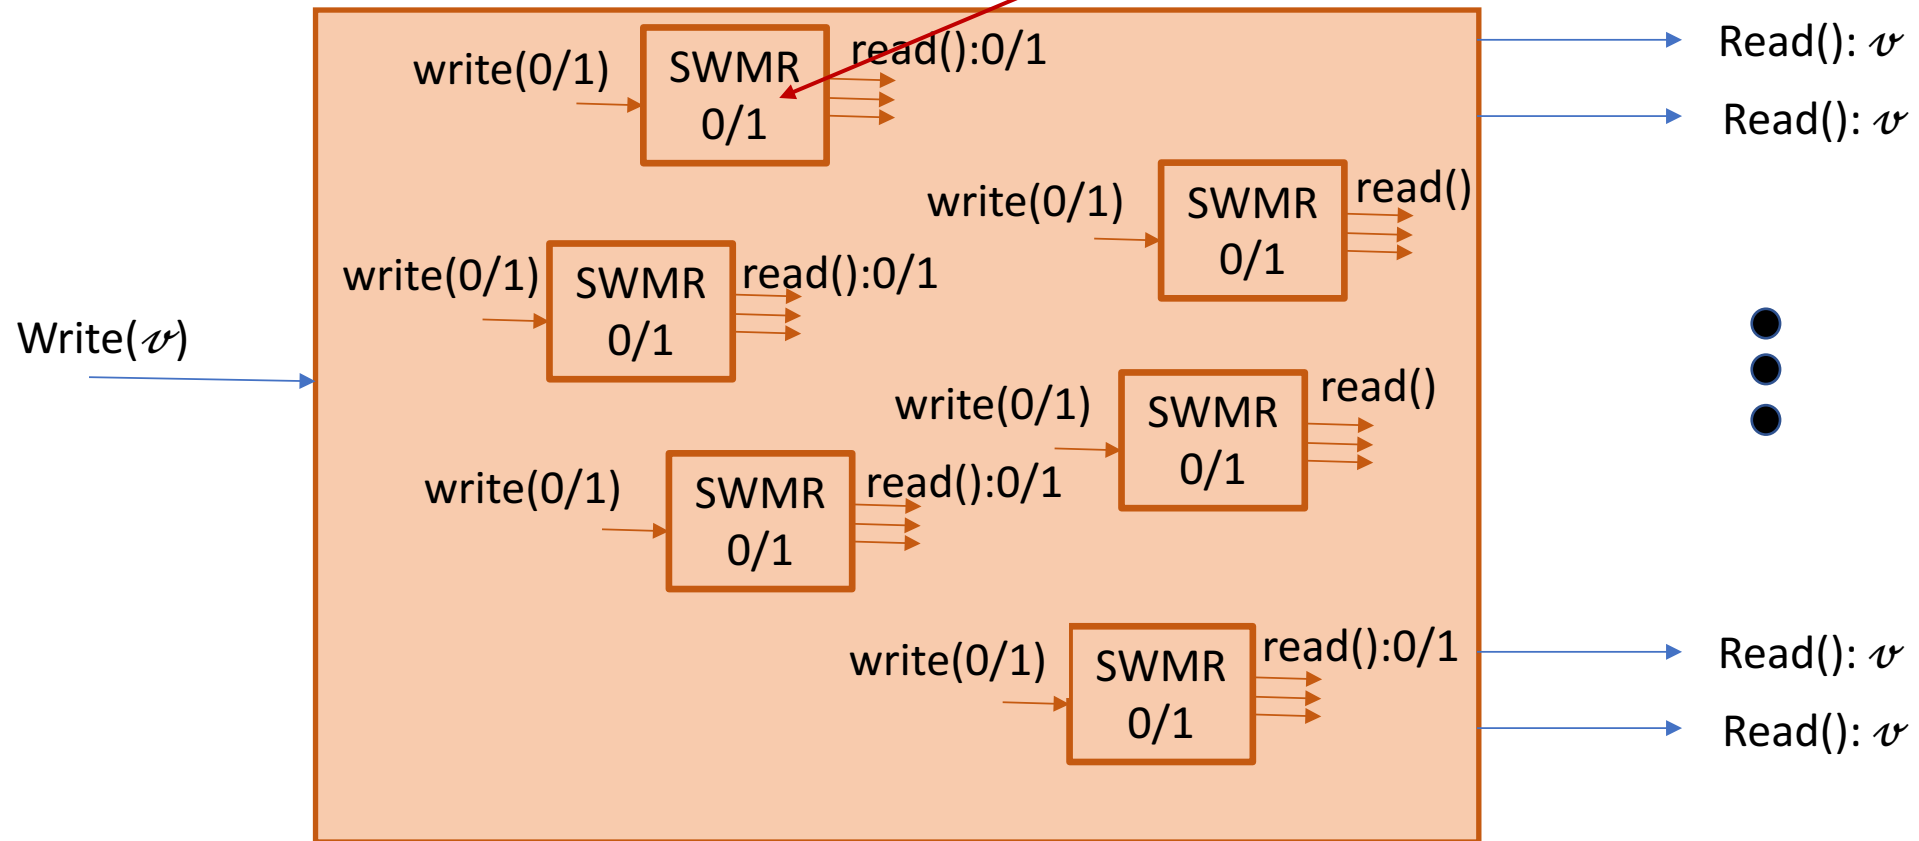 Write(𝓋)
write(0/1)
SWMR
0/1
read():0/1
write(0/1)
SWMR
0/1
read()
write(0/1)
SWMR
0/1
read():0/1
write(0/1)
SWMR
0/1
read()
write(0/1)
SWMR
0/1
read():0/1
write(0/1)
SWMR
0/1
read():0/1
Read(): 𝓋
Read(): 𝓋
Read(): 𝓋
Read(): 𝓋